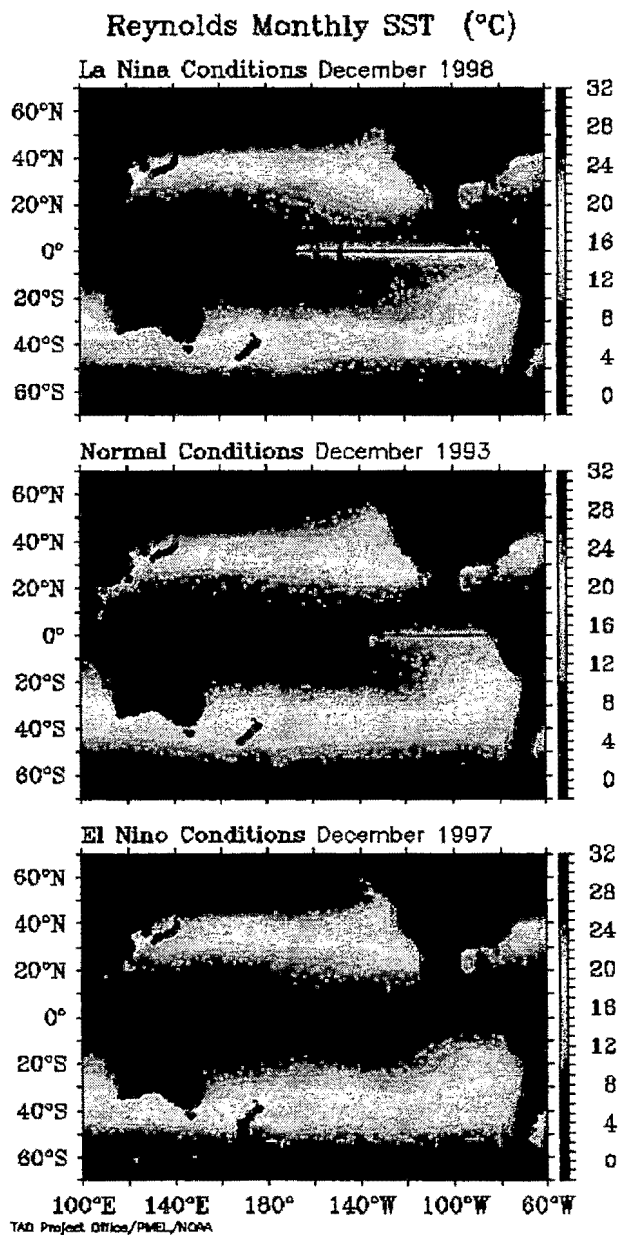 Reynolds Monthly SST (°C)
La Nina Conditions December 1998
60°N
40°N
20°N
0°
20°S
40°S
60°S
32
28
24
20
16
12
8
4
0
Normal Conditions December 1993
60°N
40°N
20°N
0°
20°S
40°S
60°S
32
28
24
20
16
12
8
4
0
El Nino Conditions December 1997
60°N
40°N
20°N
0°
20°S
40°S
60°S
32
28
24
20
16
12
8
4
0
100°E 140°E 180° 140°W 100°W 60°W
TAO Project Office/PMEL/NOAA